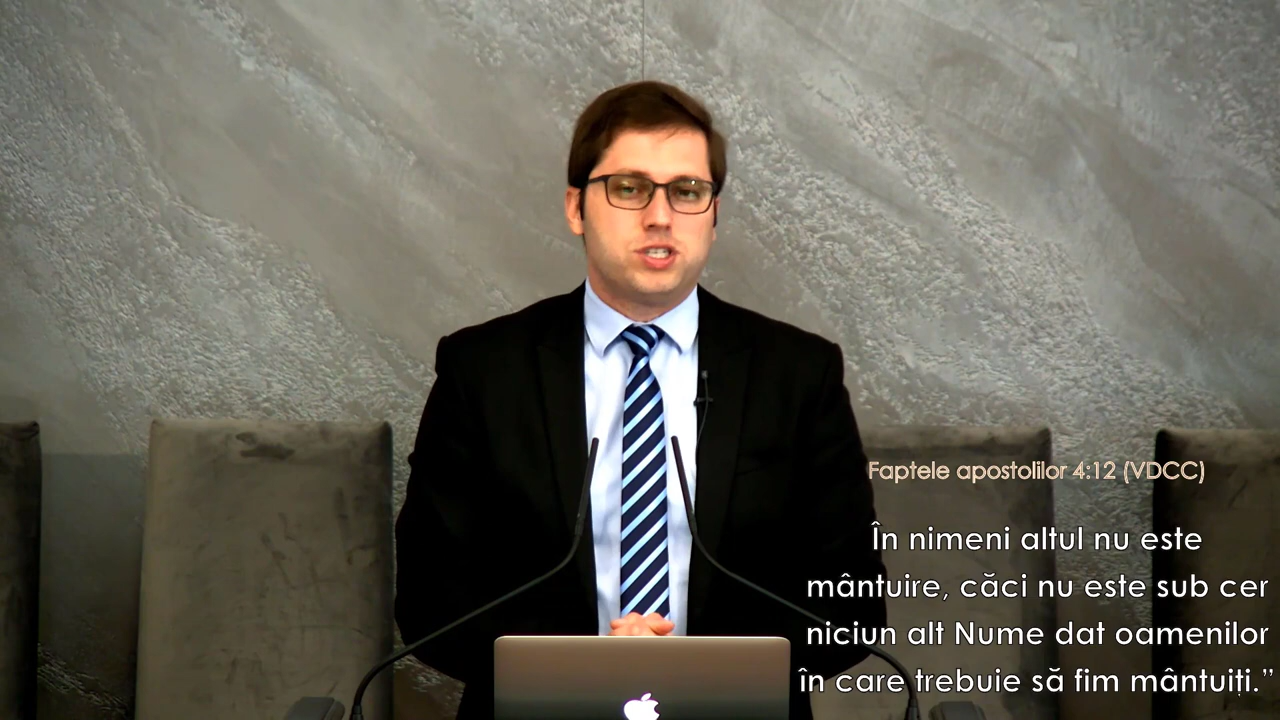 Faptele apostolilor 4:12 (VDCC)
În nimeni altul nu este
mântuire, căci nu este sub cer
niciun alt Nume dat oamenilor
în care trebuie să fim mântuiți.”